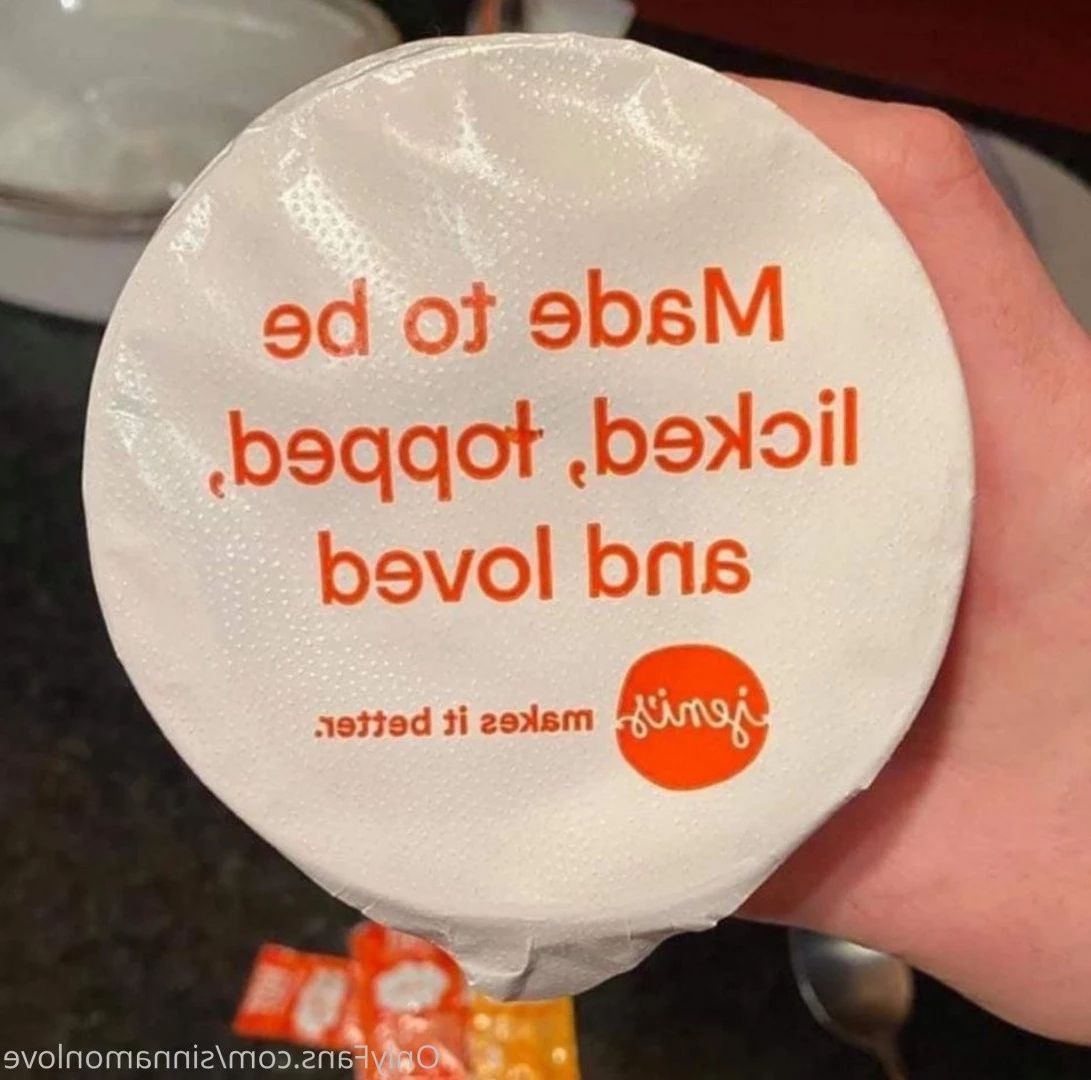 Made to be
licked, topped,
and loved
jeni's makes it better.
OnlyFans.com/sinnamonlove